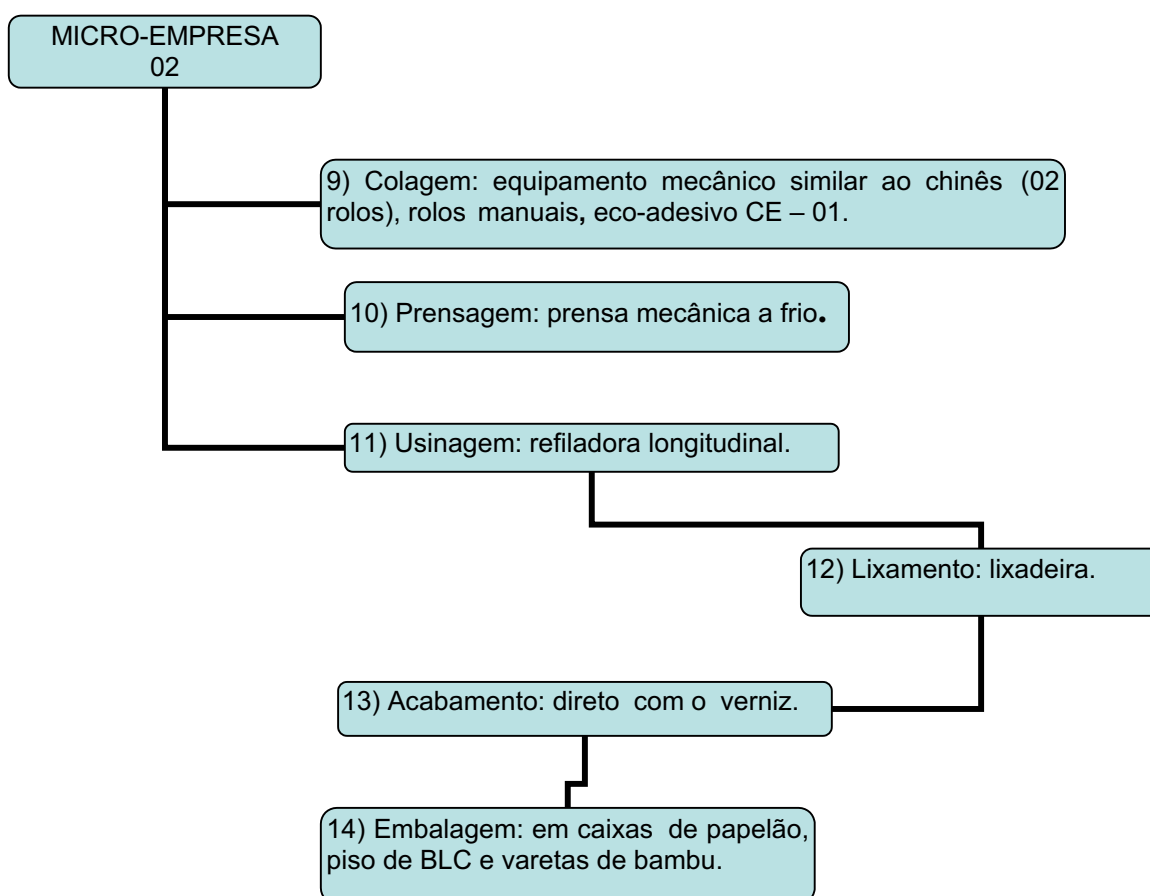 MICRO-EMPRESA
02
9) Colagem: equipamento mecânico similar ao chinês (02
rolos), rolos manuais, eco-adesivo CE – 01.
10) Prensagem: prensa mecânica a frio.
11) Usinagem: refiladora longitudinal.
12) Lixamento: lixadeira.
13) Acabamento: direto com o verniz.
14) Embalagem: em caixas de papelão,
piso de BLC e varetas de bambu.